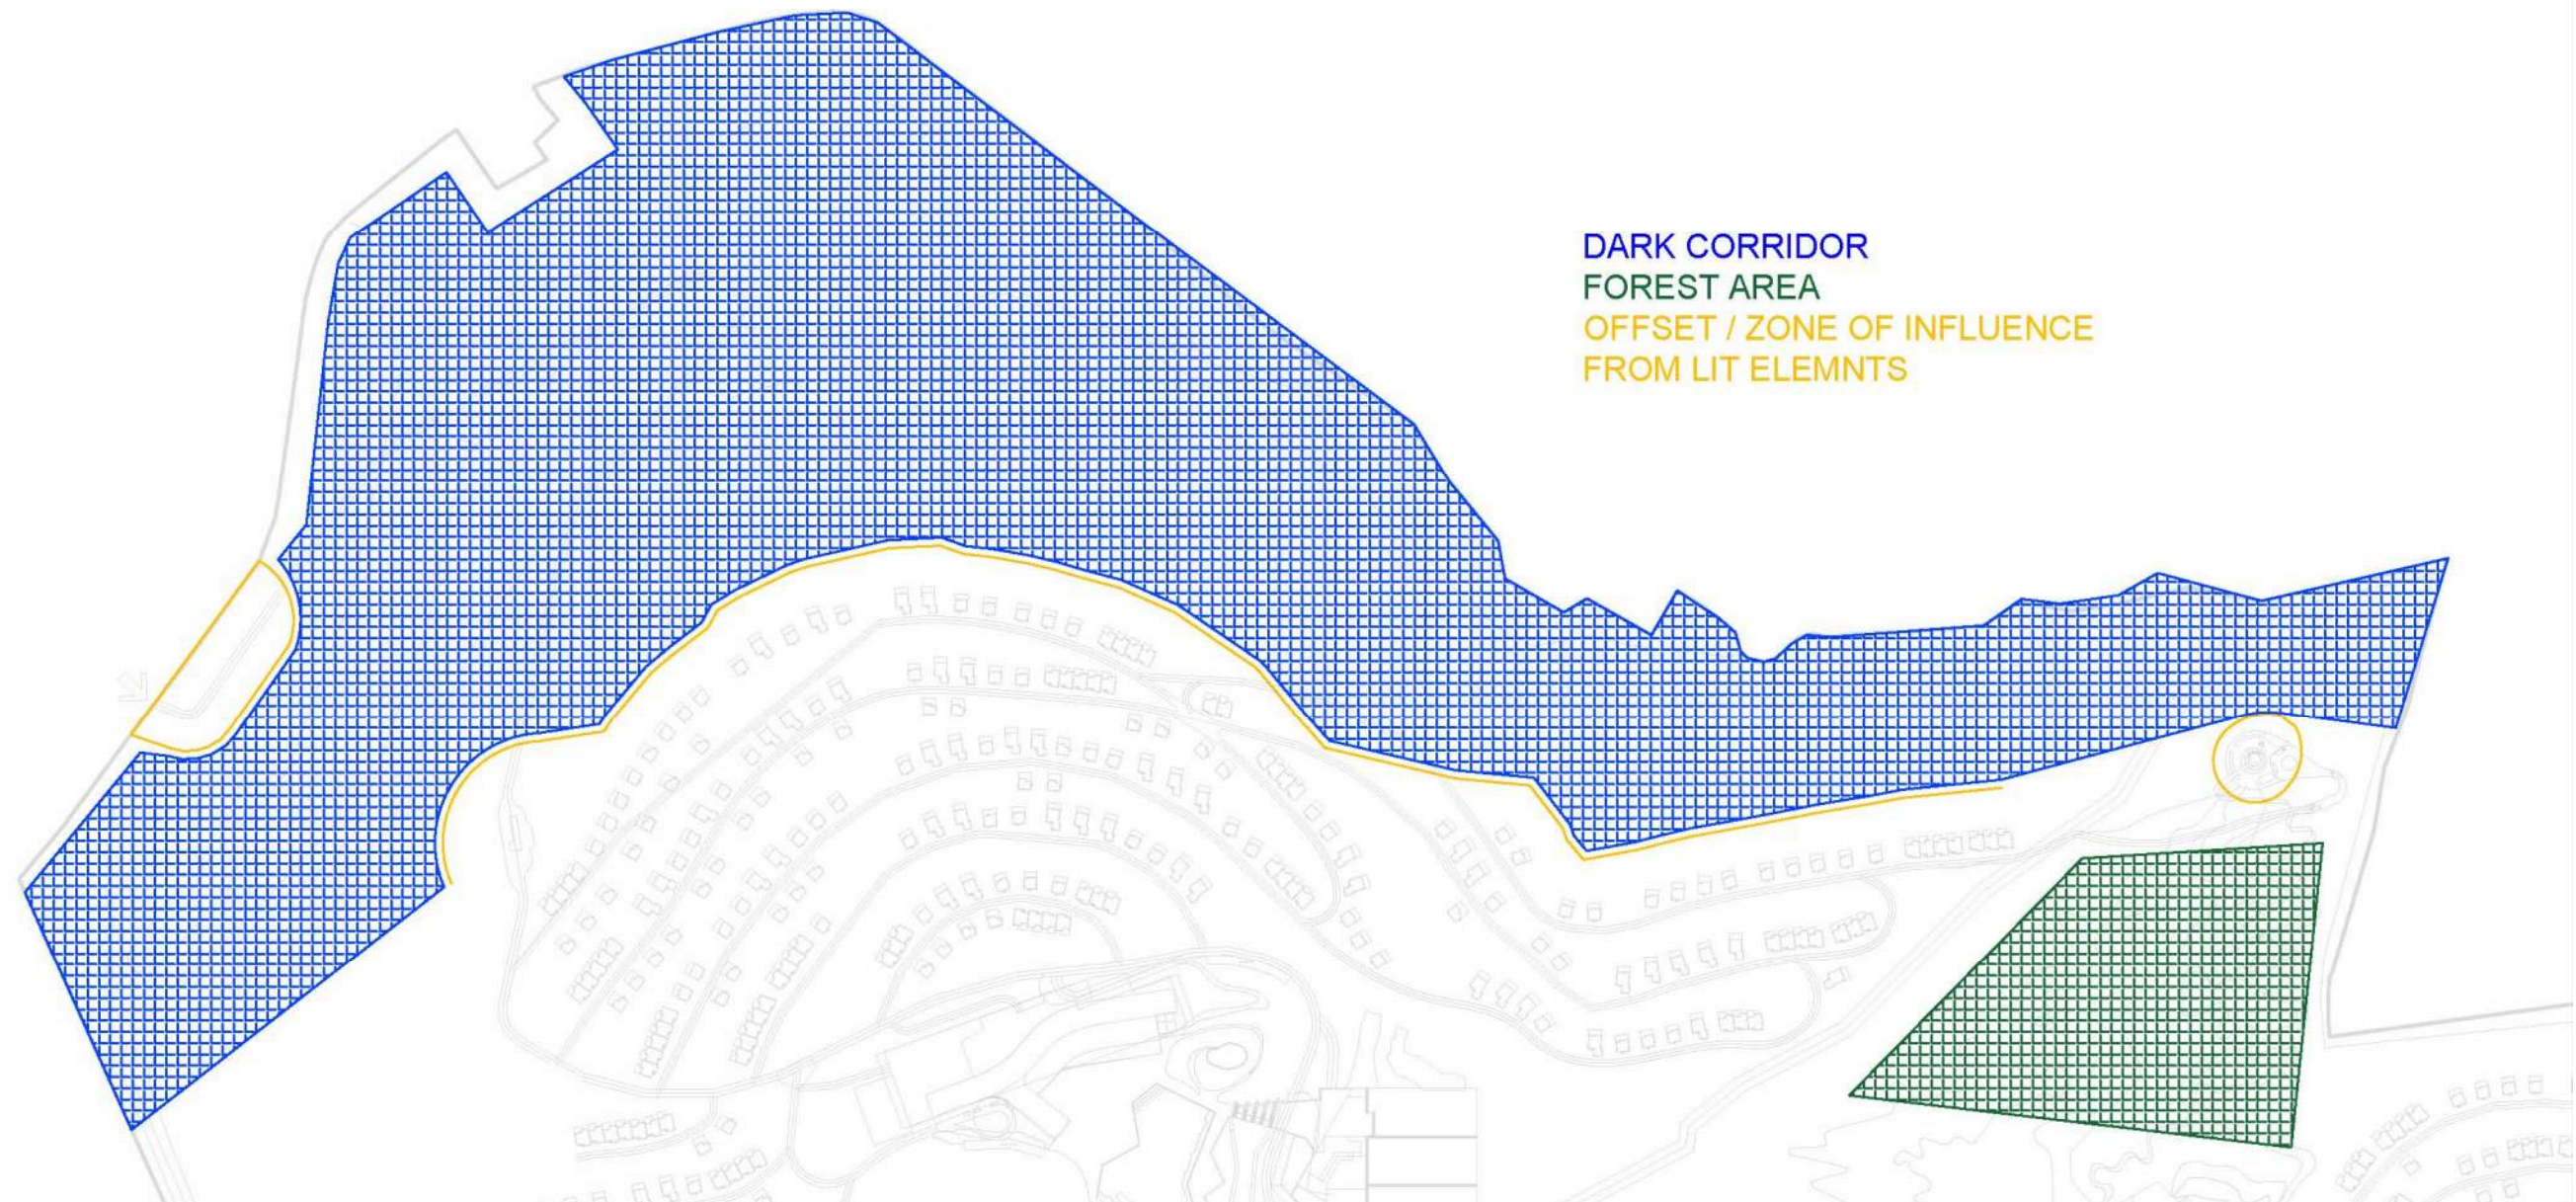 DARK CORRIDOR
FOREST AREA
OFFSET / ZONE OF INFLUENCE
FROM LIT ELEMNTS